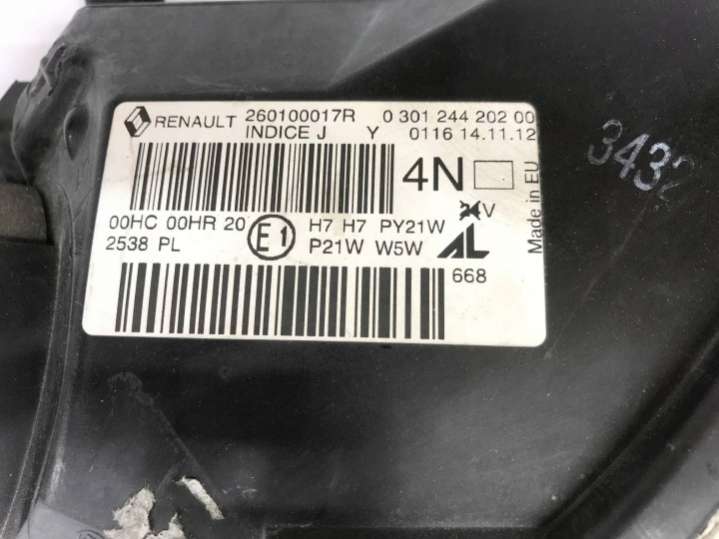 RENAULT 260100017R 0 301 244 202 00
INDICE J Y 0116 14.11.12
4N
Made in EU
00HC 00HR 20 E1 H7 H7 PY21W
2538 PL P21W W5W AL
668